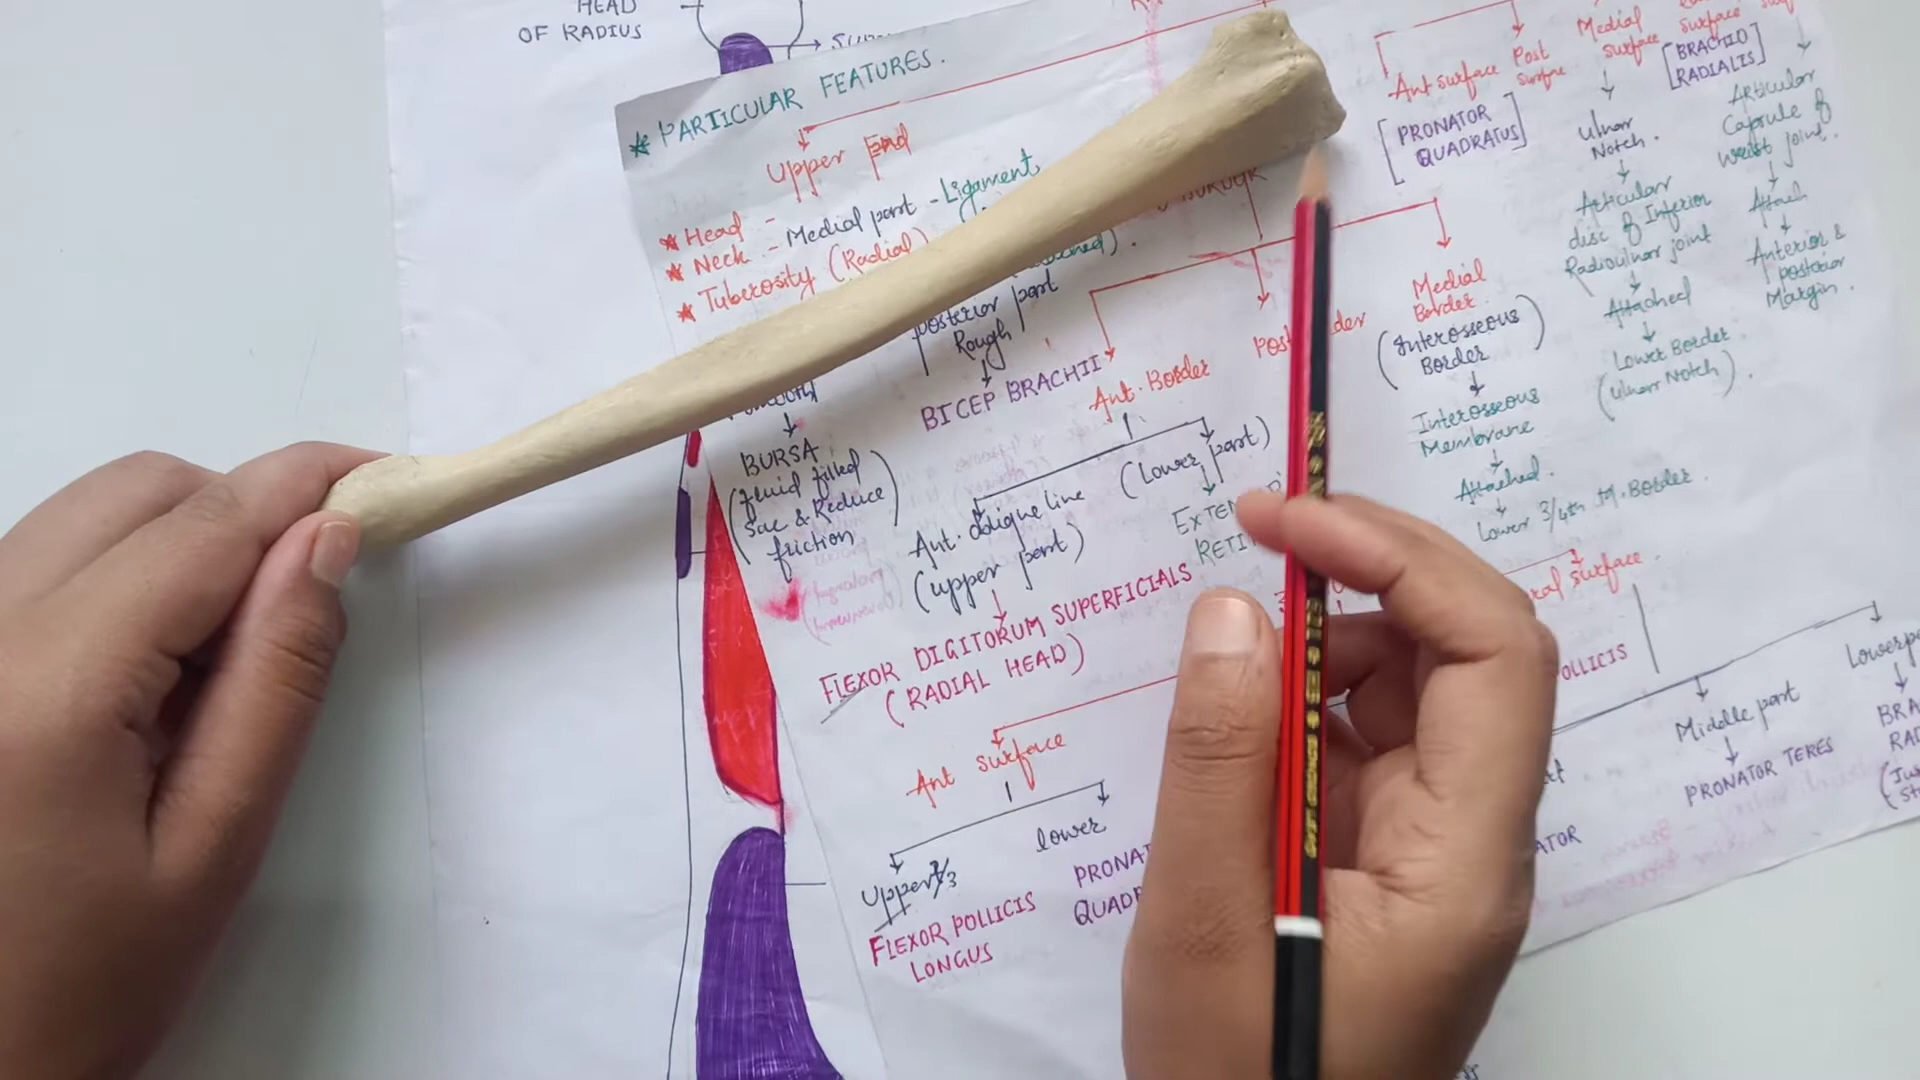 HEAD
OF RADIUS
* PARTICULAR FEATURES.
Upper End
* Head
* Neck - Medial part - Ligament
* Tuberosity (Radial)
posterior part
Rough
BICEP BRACHII
BURSA
(fluid filled
Sac & Reduce
friction)
Ant. Border
Ant. oblique line
(upper part)
(Lower part)
FLEXOR DIGITORUM SUPERFICIALS
(RADIAL HEAD)
Medial
Border
(Interosseous
Border)
Interosseous
Membrane
Attached.
Lower 3/4th M. Border.
Ant surface
Post
surface
[PRONATOR
QUADRATUS]
Medial
surface
[BRACHIO
RADIALIS]
ulnar
Notch.
Articular
disc of Inferior
Radioulnar joint
Attached
Lower Border
(ulnar Notch).
Articular
Capsule of
wrist joint.
Attach
Anterior &
posterior
Margin.
Ant surface
Upper 2/3
FLEXOR POLLICIS
LONGUS
lower
surface.
Middle part
PRONATOR TERES